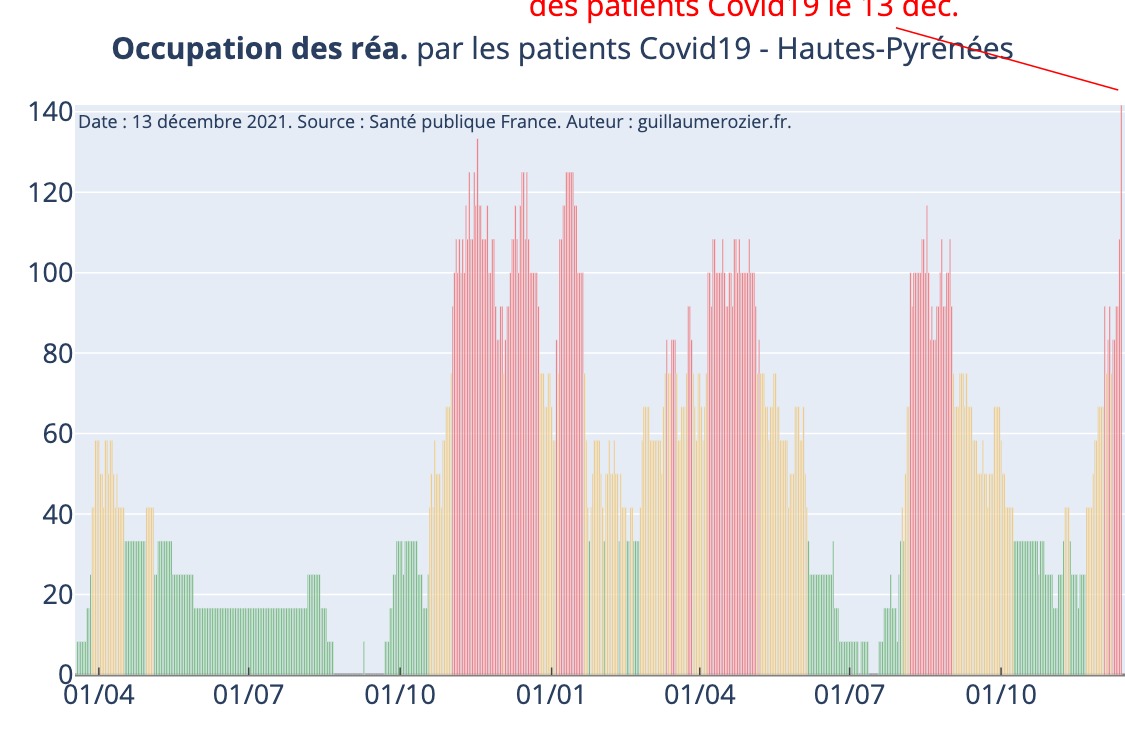 des patients Covid19 le 13 déc.
Occupation des réa. par les patients Covid19 - Hautes-Pyrénées
Date : 13 décembre 2021. Source : Santé publique France. Auteur : guillaumerozier.fr.
140
120
100
80
60
40
20
0
01/04 01/07 01/10 01/01 01/04 01/07 01/10